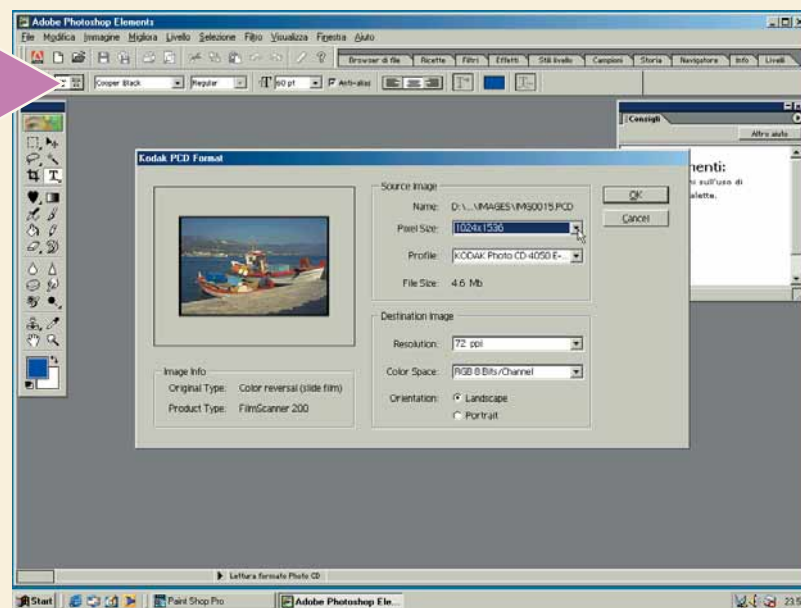 Adobe Photoshop Elements
File Modifica Immagine Migliora Livello Selezione Filtro Visualizza Finestra Aiuto
Browser di file Ricette Filtri Effetti Stili livello Campioni Storia Navigatore Info Livelli
Cooper Black Regular 60 pt Anti-alias
Consigli
Altro aiuto
menti:
ni sull'uso di
alette.
Kodak PCD Format
Source Image
Name: D:\...\IMAGES\IMG0015.PCD
Pixel Size: 1024x1536
Profile: KODAK Photo CD 4050 E-...
File Size: 4.6 Mb
OK
Cancel
Destination Image
Resolution: 72 ppi
Color Space: RGB 8 Bits/Channel
Orientation: Landscape
Portrait
Image Info
Original Type: Color reversal (slide film)
Product Type: FilmScanner 200
Lettura formato Photo CD
Start Paint Shop Pro Adobe Photoshop Ele... 23.5